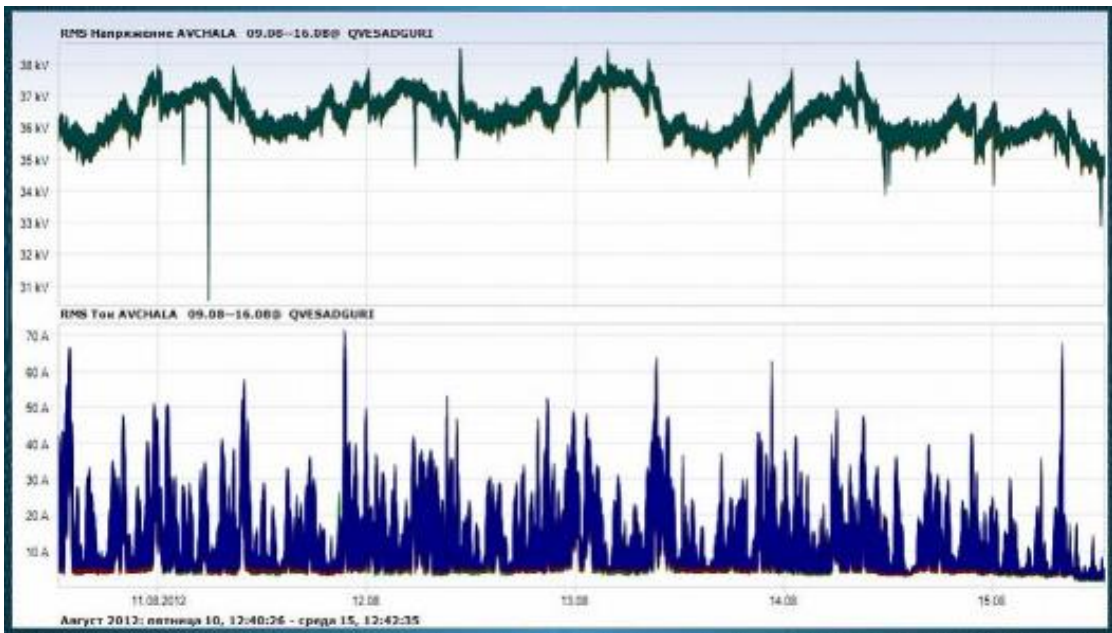 RMS Напряжение AVCHALA 09.08--16.08@ QVESADGURI
38 kV
37 kV
36 kV
35 kV
34 kV
33 kV
32 kV
31 kV
RMS Ток AVCHALA 09.08--16.08@ QVESADGURI
70 A
60 A
50 A
40 A
30 A
20 A
10 A
11.08.2012 12.08 13.08 14.08 15.08
Август 2012: пятница 10, 12:40:26 - среда 15, 12:42:35